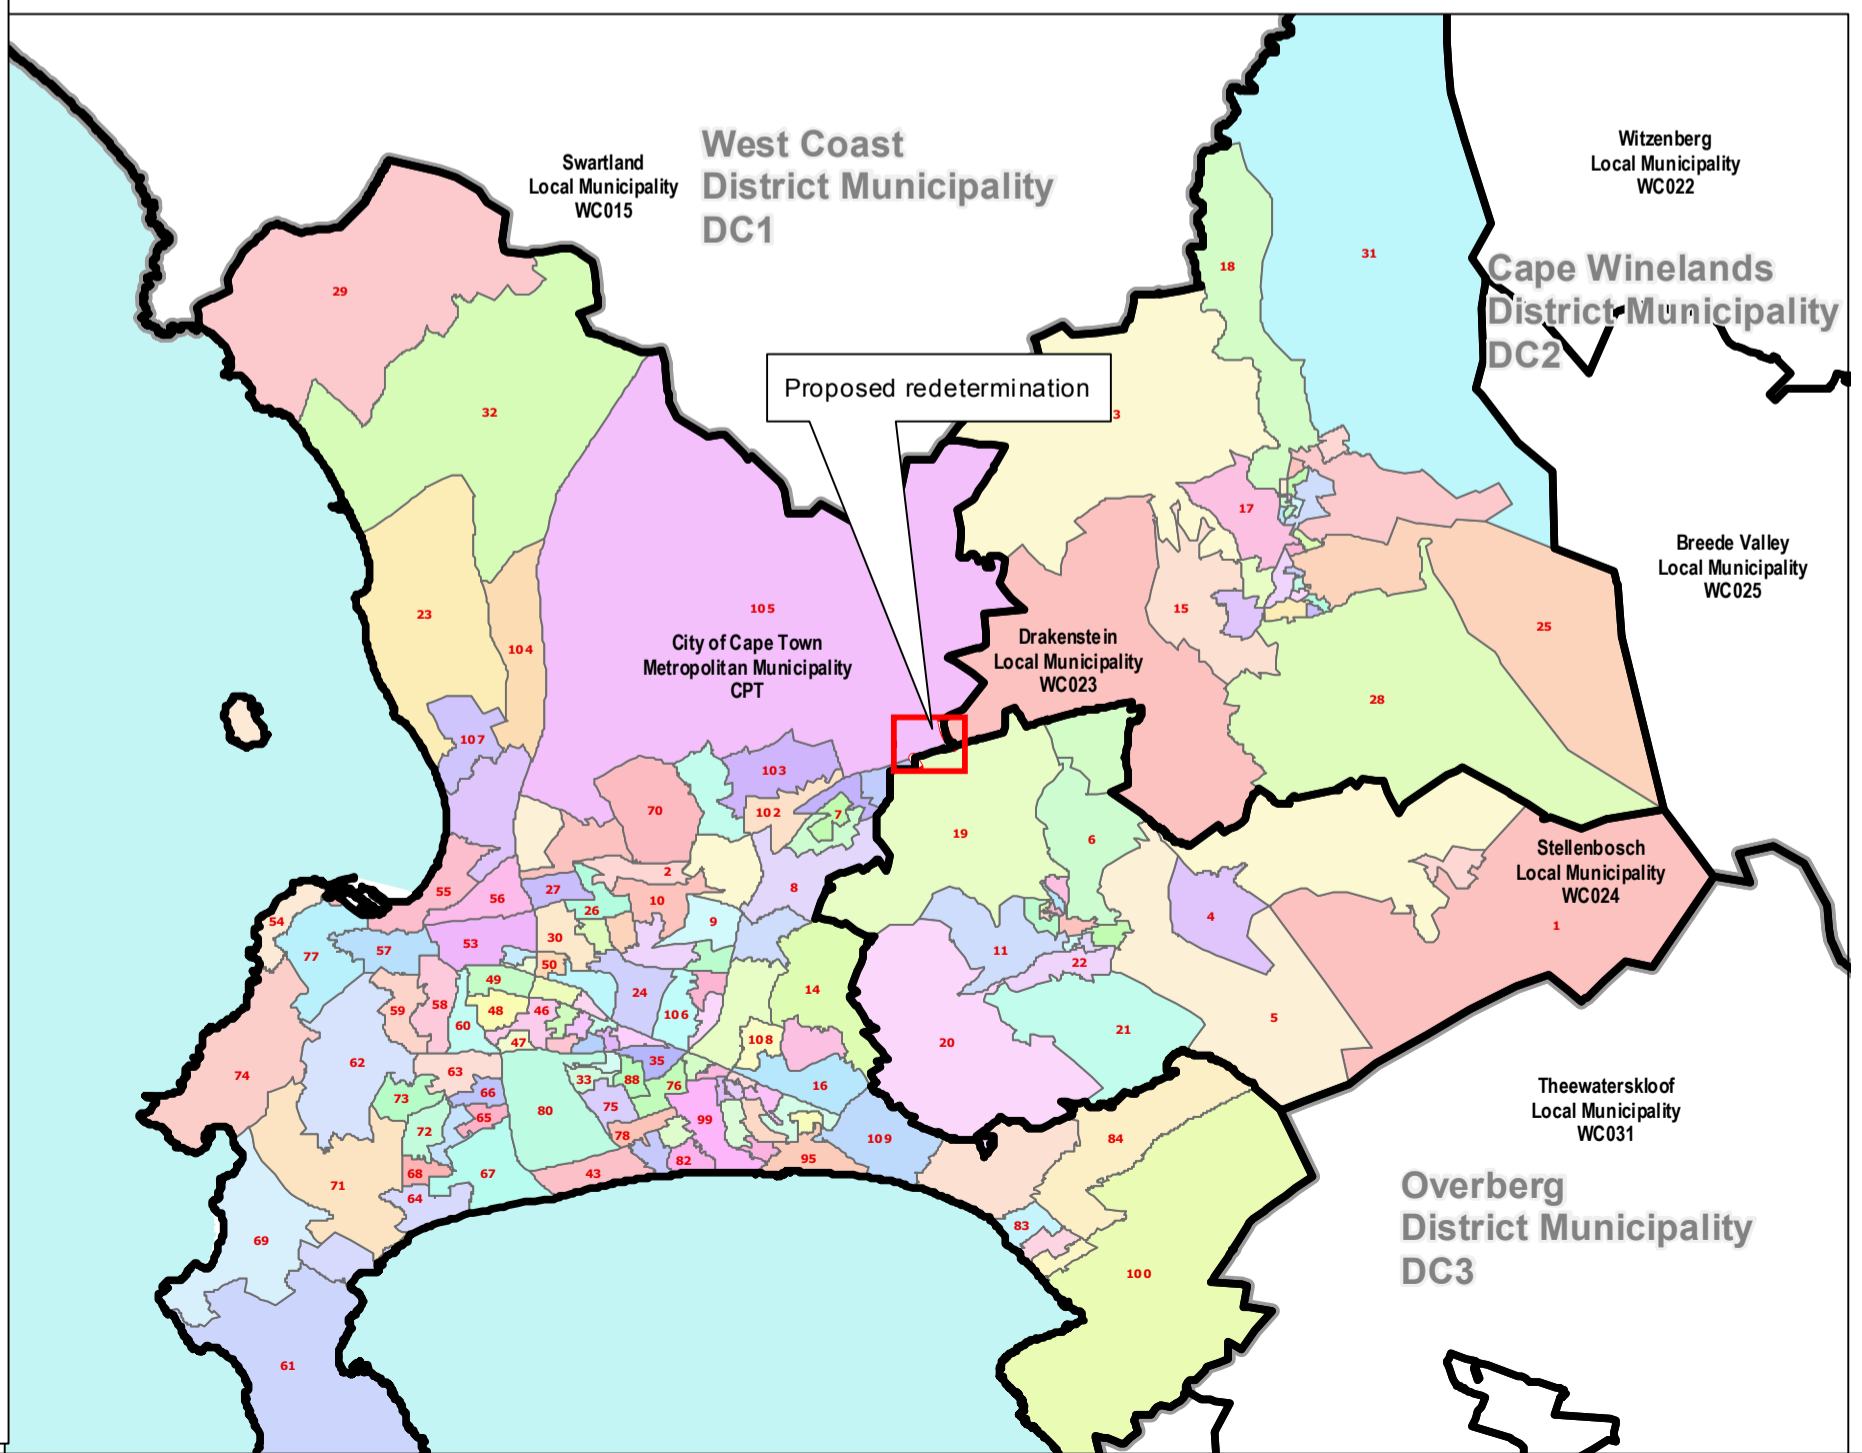 West Coast
District Municipality
DC1
Swartland
Local Municipality
WC015
Witzenberg
Local Municipality
WC022
Cape Winelands
District Municipality
DC2
31
18
29
Proposed redetermination
32
3
17
Breede Valley
Local Municipality
WC025
105
City of Cape Town
Metropolitan Municipality
CPT
23
104
15
25
Drakenstein
Local Municipality
WC023
28
107
103
70
102
7
19
6
Stellenbosch
Local Municipality
WC024
2
55
56
27
8
10
26
9
54
4
1
77
57
53
30
11
50
22
49
24
14
59
58
48
46
106
60
5
21
47
108
20
62
35
74
63
33
88
76
16
Theewaterskloof
Local Municipality
WC031
73
66
75
65
80
99
72
78
109
84
82
95
68
67
43
71
64
Overberg
District Municipality
DC3
83
69
100
61